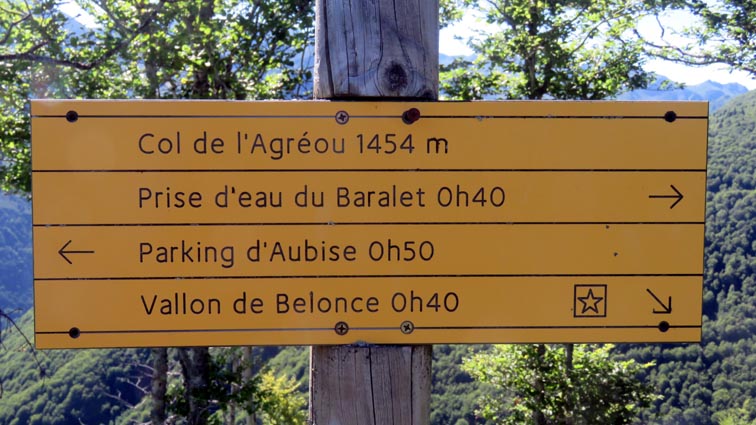 Col de l'Agréou 1454 m
Prise d'eau du Baralet 0h40 →
← Parking d'Aubise 0h50
Vallon de Belonce 0h40 ↘